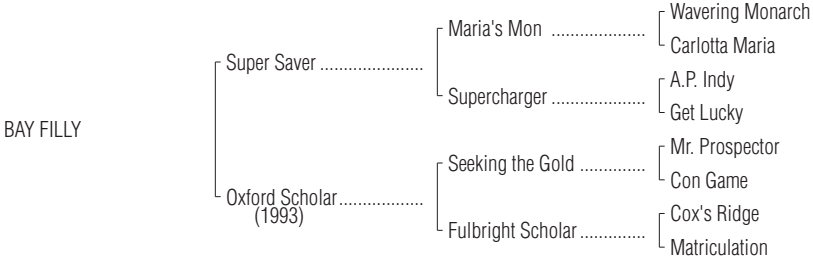 Wavering Monarch
Maria's Mon ....................
Carlotta Maria
Super Saver ......................
A.P. Indy
Supercharger ....................
Get Lucky
BAY FILLY
Mr. Prospector
Seeking the Gold ..............
Con Game
Oxford Scholar..................
(1993)
Cox's Ridge
Fulbright Scholar ..............
Matriculation